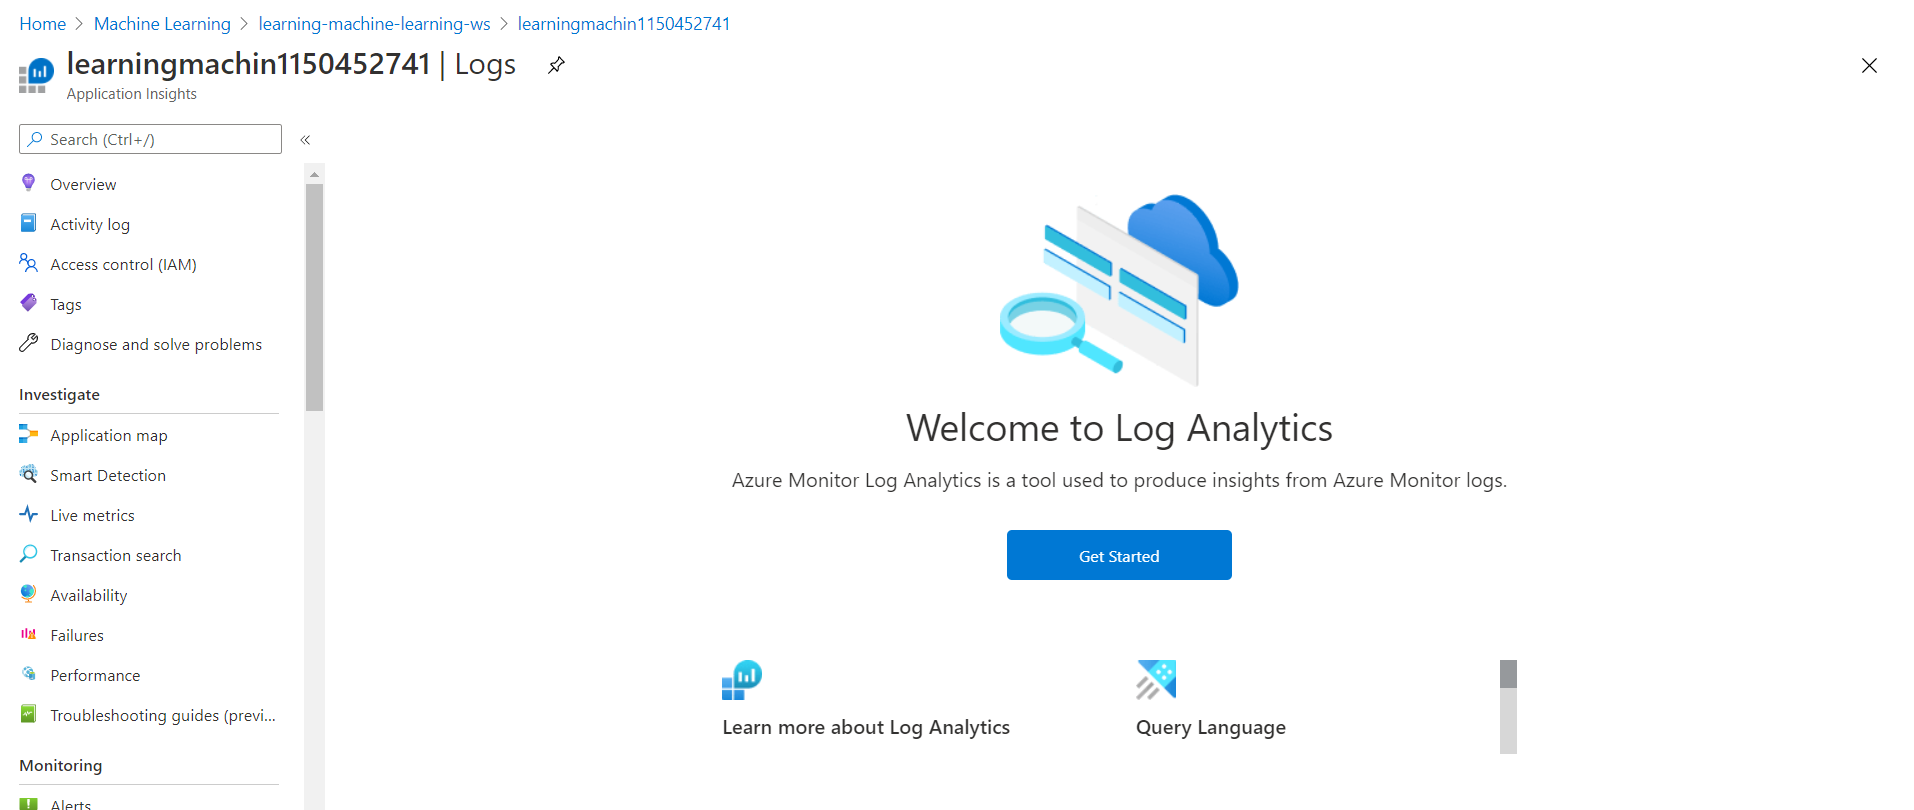 Home > Machine Learning > learning-machine-learning-ws > learningmachin1150452741
learningmachin1150452741 | Logs
Application Insights
Search (Ctrl+/)
«
Overview
Activity log
Access control (IAM)
Tags
Diagnose and solve problems
Investigate
Application map
Smart Detection
Live metrics
Transaction search
Availability
Failures
Performance
Troubleshooting guides (previ...
Monitoring
Alerts
Welcome to Log Analytics
Azure Monitor Log Analytics is a tool used to produce insights from Azure Monitor logs.
Get Started
Learn more about Log Analytics
Query Language